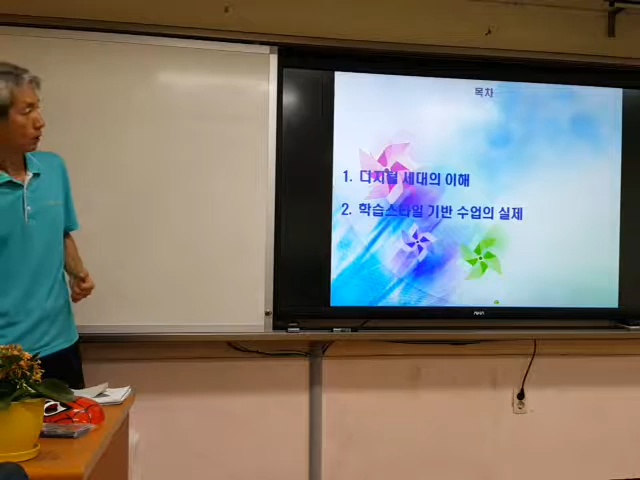 목차
1. 디지털 세대의 이해
2. 학습스타일 기반 수업의 실제